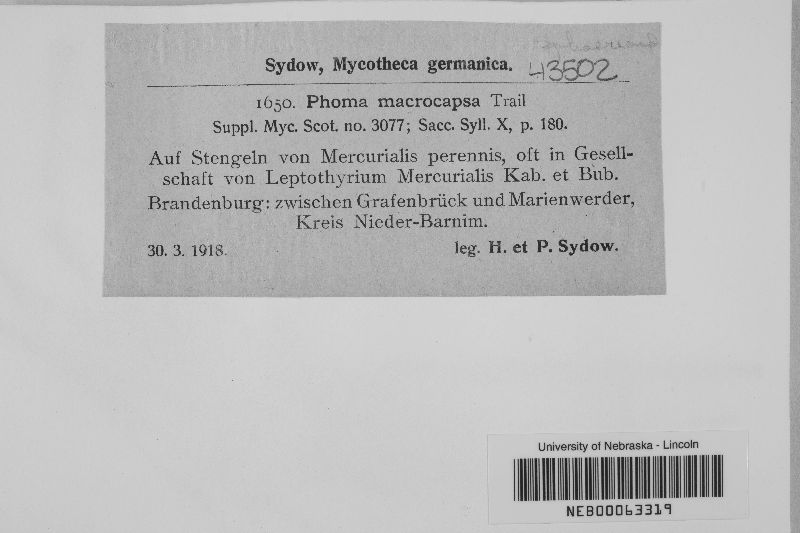 Sydow, Mycotheca germanica. 43502
1650. Phoma macrocapsa Trail
Suppl. Myc. Scot. no. 3077; Sacc. Syll. X, p. 180.
Auf Stengeln von Mercurialis perennis, oft in Gesell-
schaft von Leptothyrium Mercurialis Kab. et Bub.
Brandenburg: zwischen Grafenbrück und Marienwerder,
Kreis Nieder-Barnim.
30. 3. 1918. leg. H. et P. Sydow.
University of Nebraska - Lincoln
NEB00063319